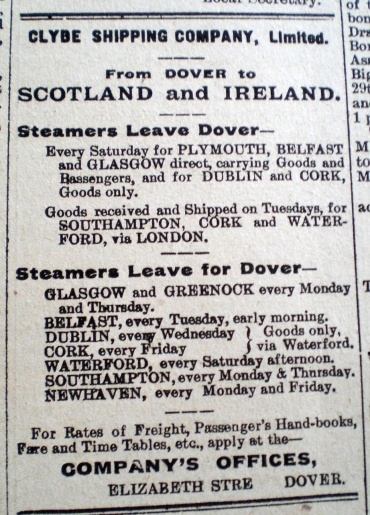 Local Secretary.
CLYBE SHIPPING COMPANY, Limited.
From DOVER to
SCOTLAND and IRELAND.
Steamers Leave Dover—
Every Saturday for PLYMOUTH, BELFAST
and GLASGOW direct, carrying Goods and
Bassengers, and for DUBLIN and CORK,
Goods only.
Goods received and Shipped on Tuesdays, for
SOUTHAMPTON, CORK and WATER-
FORD, via LONDON.
Steamers Leave for Dover—
GLASGOW and GREENOCK every Monday
and Thursday.
BELFAST, every Tuesday, early morning.
DUBLIN, every Wednesday } Goods only,
CORK, every Friday } via Waterford.
WATERFORD, every Saturday afternoon.
SOUTHAMPTON, every Monday & Thnrsday.
NEWHAVEN, every Monday and Friday.
For Rates of Freight, Passenger's Hand-books,
Fare and Time Tables, etc., apply at the—
COMPANY'S OFFICES,
ELIZABETH STRE DOVER.